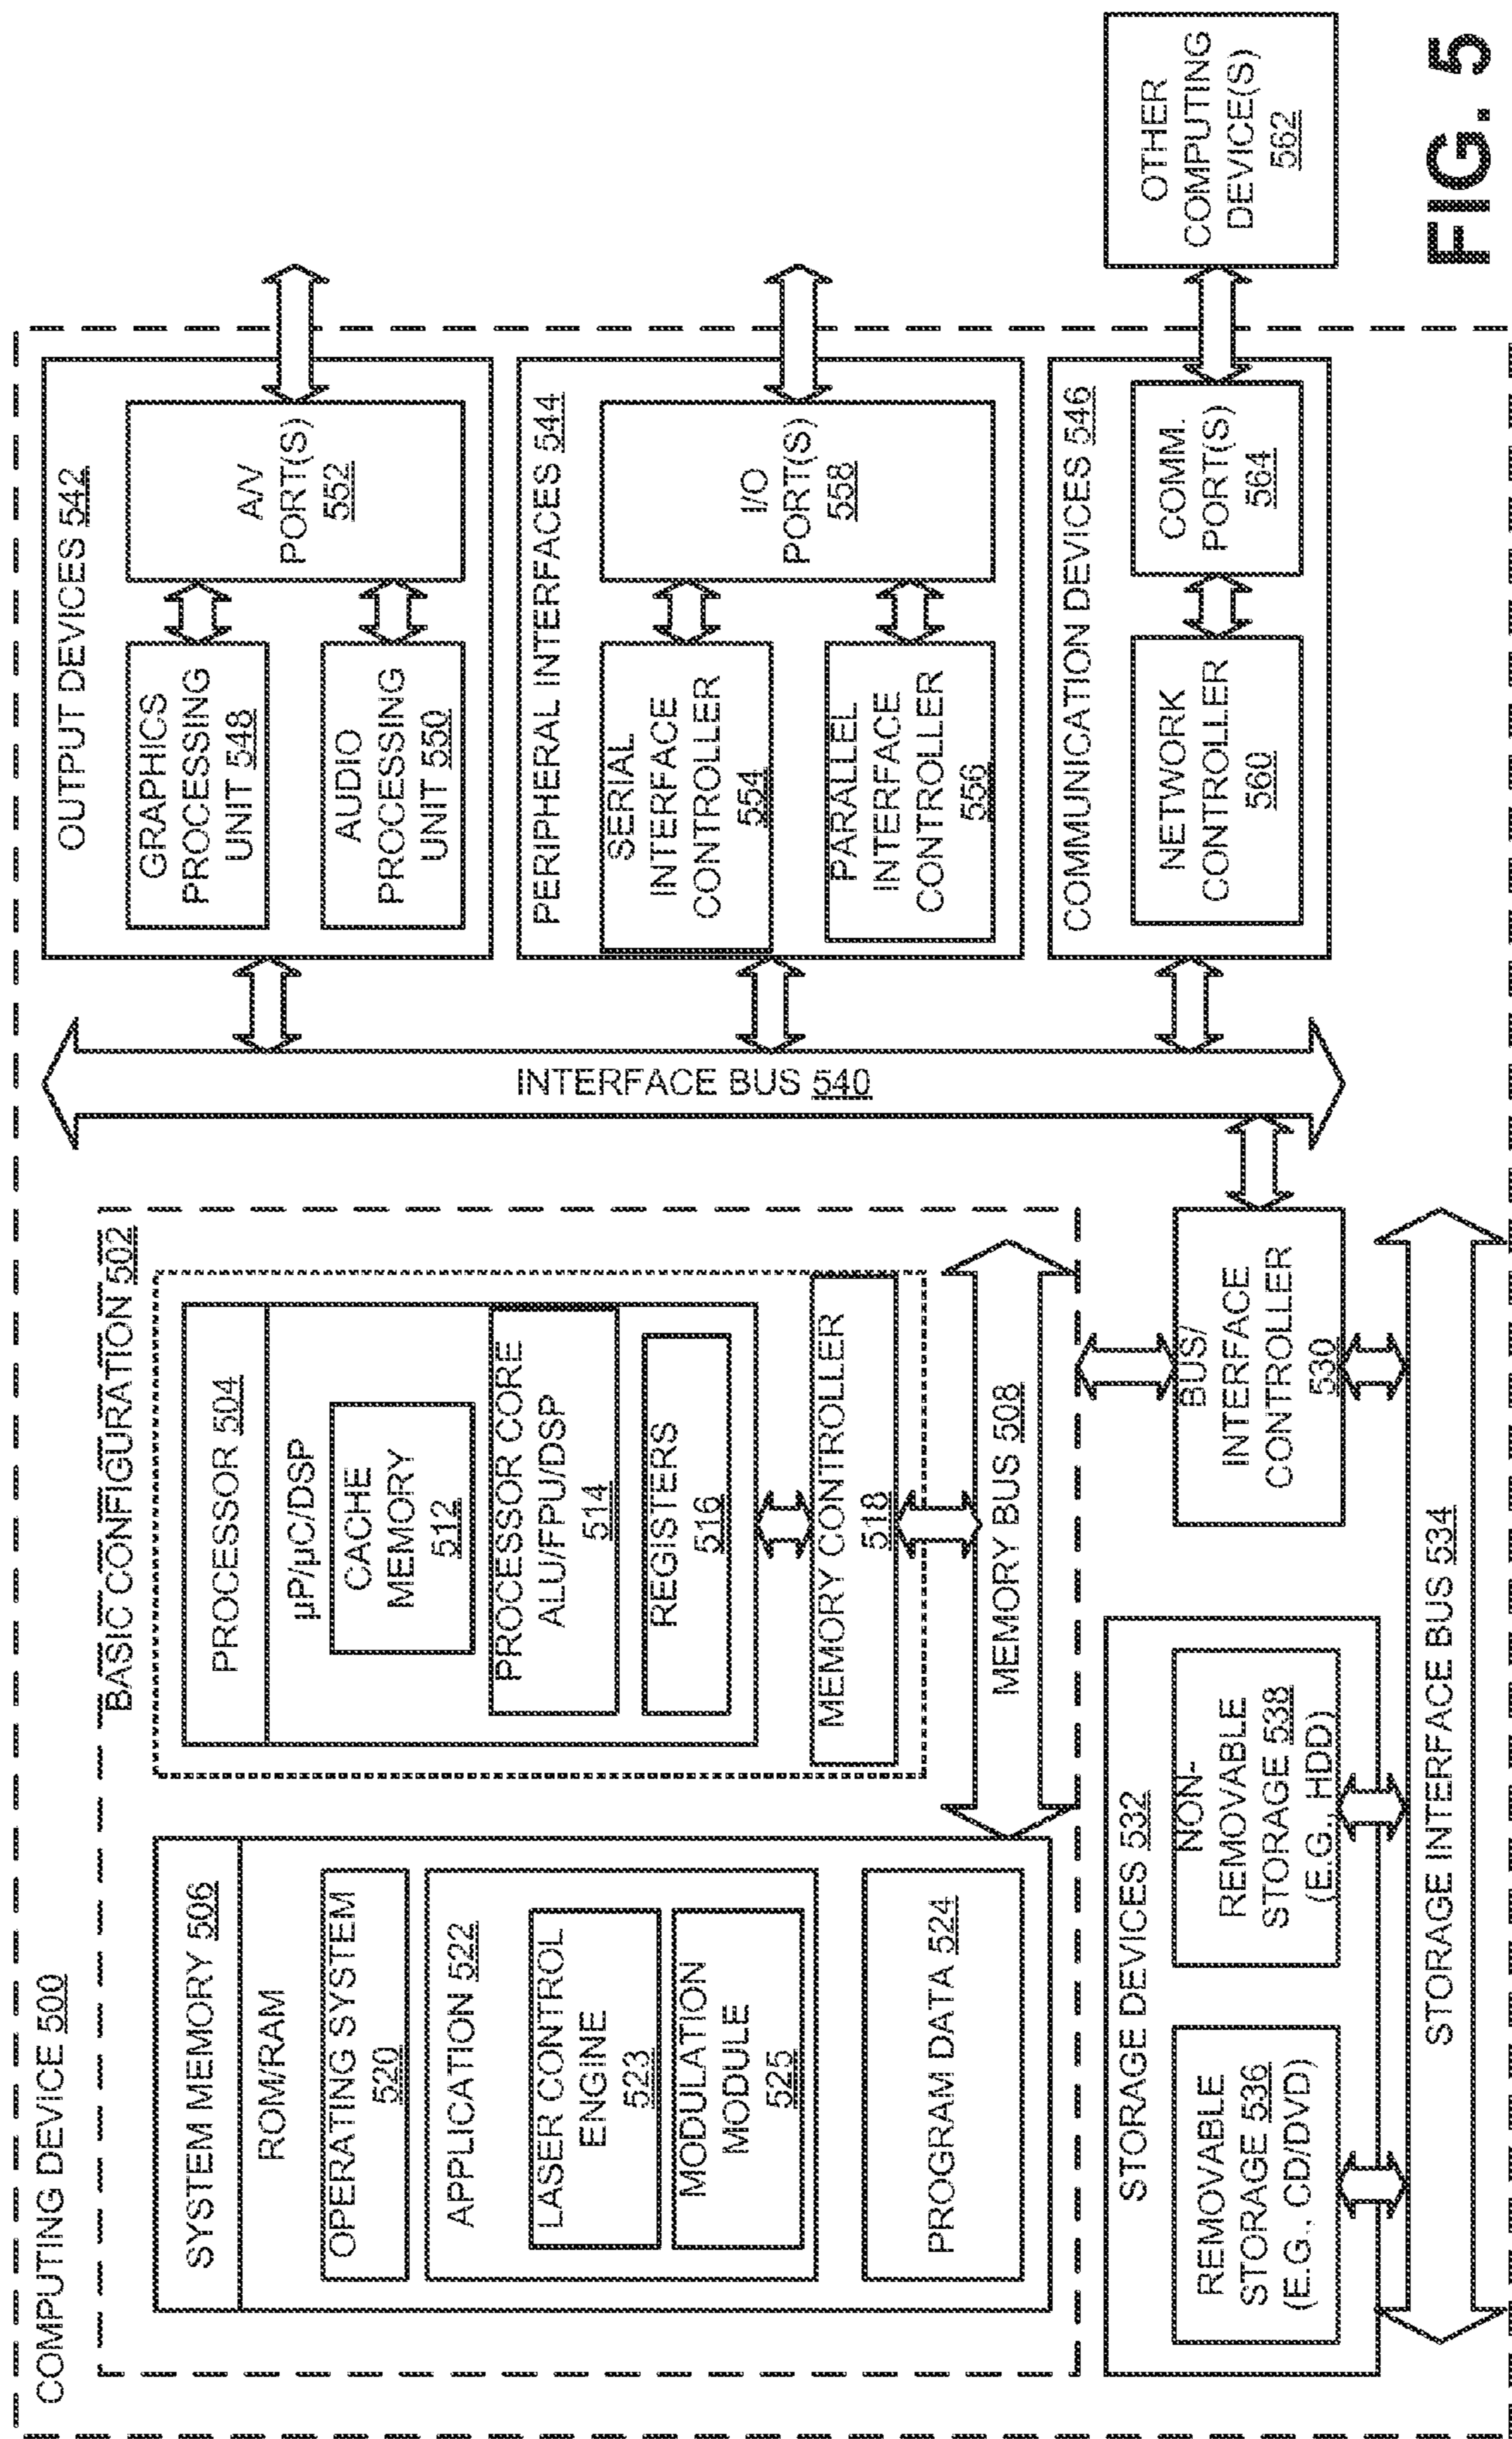 COMPUTING DEVICE 500
BASIC CONFIGURATION 502
SYSTEM MEMORY 506
ROM/RAM
OPERATING SYSTEM
520
APPLICATION 522
LASER CONTROL
ENGINE
523
MODULATION
MODULE
525
PROGRAM DATA 524
PROCESSOR 504
µP/µC/DSP
CACHE
MEMORY
512
PROCESSOR CORE
ALU/FPU/DSP
514
REGISTERS
516
MEMORY CONTROLLER
518
MEMORY BUS 508
STORAGE DEVICES 532
REMOVABLE
STORAGE 536
(E.G., CD/DVD)
NON-
REMOVABLE
STORAGE 538
(E.G., HDD)
BUS/
INTERFACE
CONTROLLER
530
STORAGE INTERFACE BUS 534
INTERFACE BUS 540
OUTPUT DEVICES 542
GRAPHICS
PROCESSING
UNIT 548
AUDIO
PROCESSING
UNIT 550
A/V
PORT(S)
552
PERIPHERAL INTERFACES 544
SERIAL
INTERFACE
CONTROLLER
554
PARALLEL
INTERFACE
CONTROLLER
556
I/O
PORT(S)
558
COMMUNICATION DEVICES 546
NETWORK
CONTROLLER
560
COMM.
PORT(S)
564
OTHER
COMPUTING
DEVICE(S)
562
FIG. 5